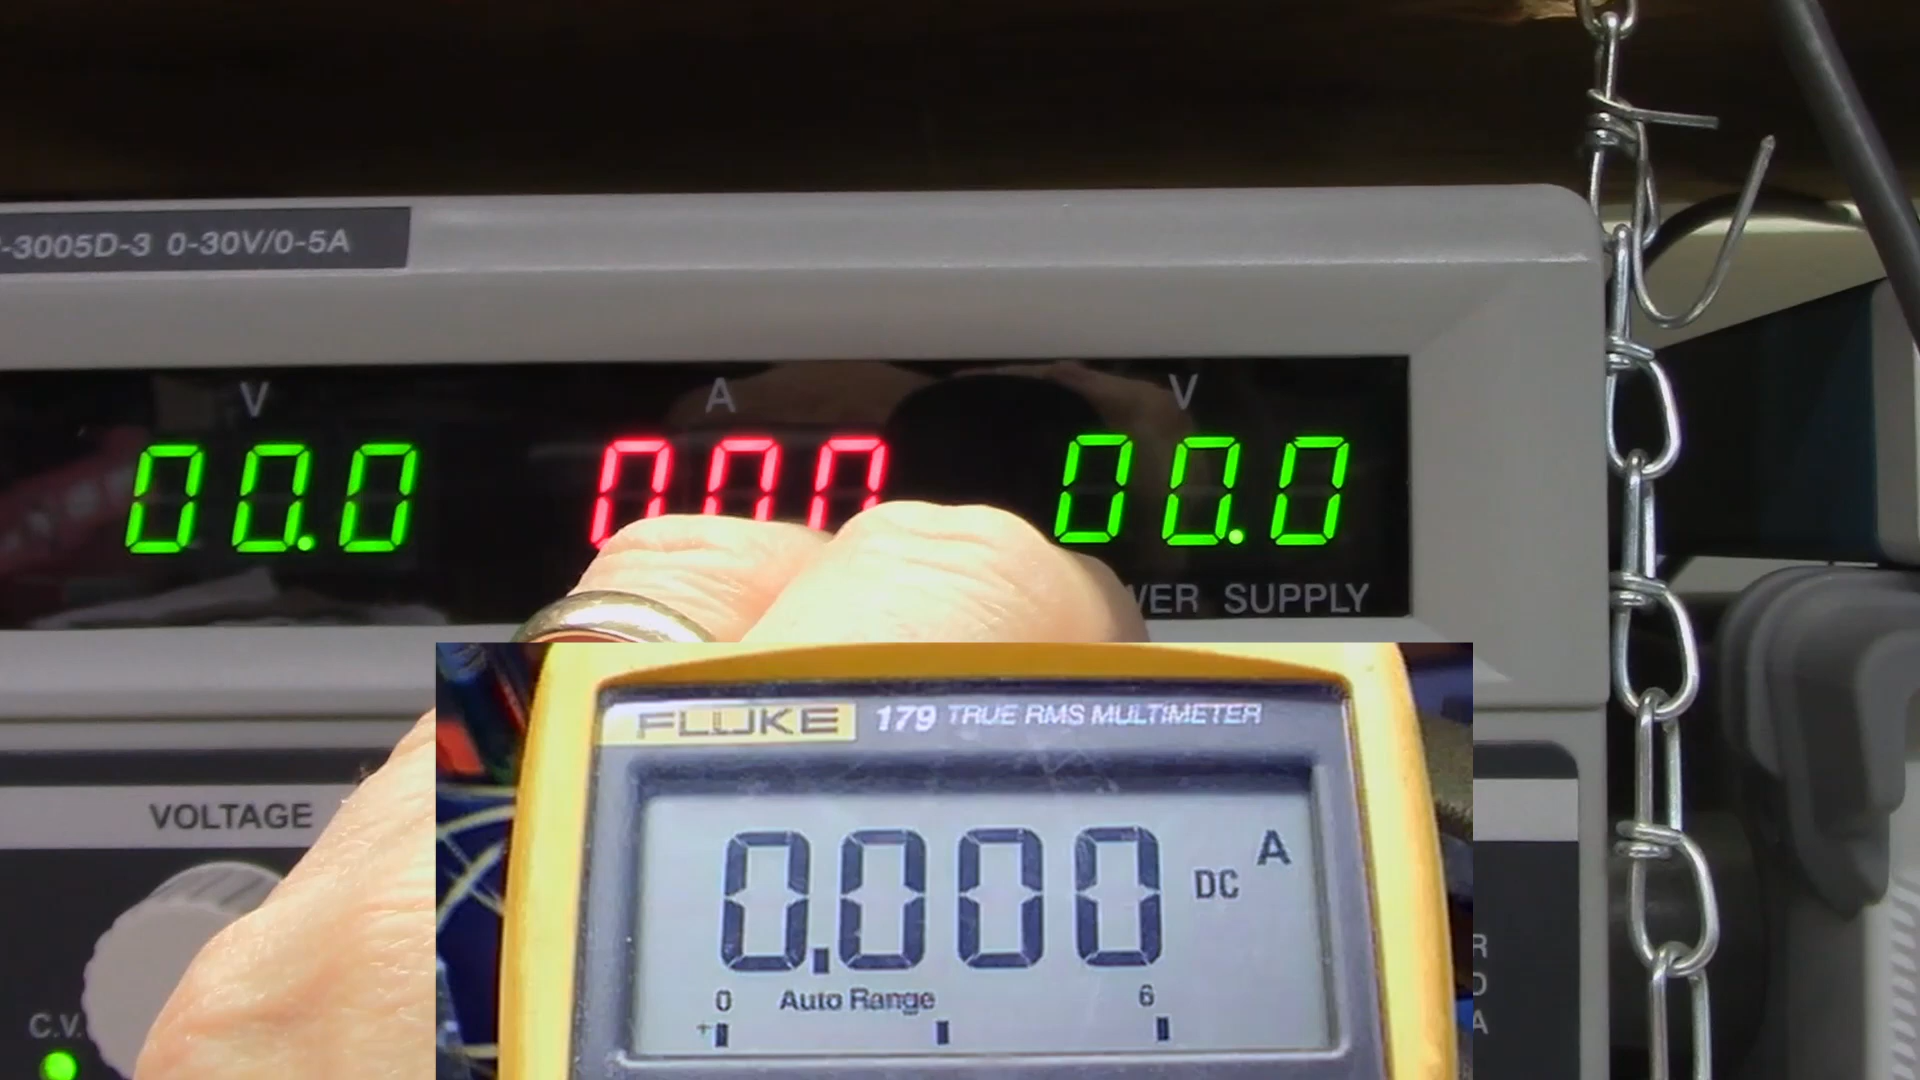 -3005D-3 0-30V/0-5A
V A V
00.0 000 00.0
SUPPLY
VOLTAGE
C.V.
FLUKE 179 TRUE RMS MULTIMETER
0.000 DC A
0 Auto Range 6
+